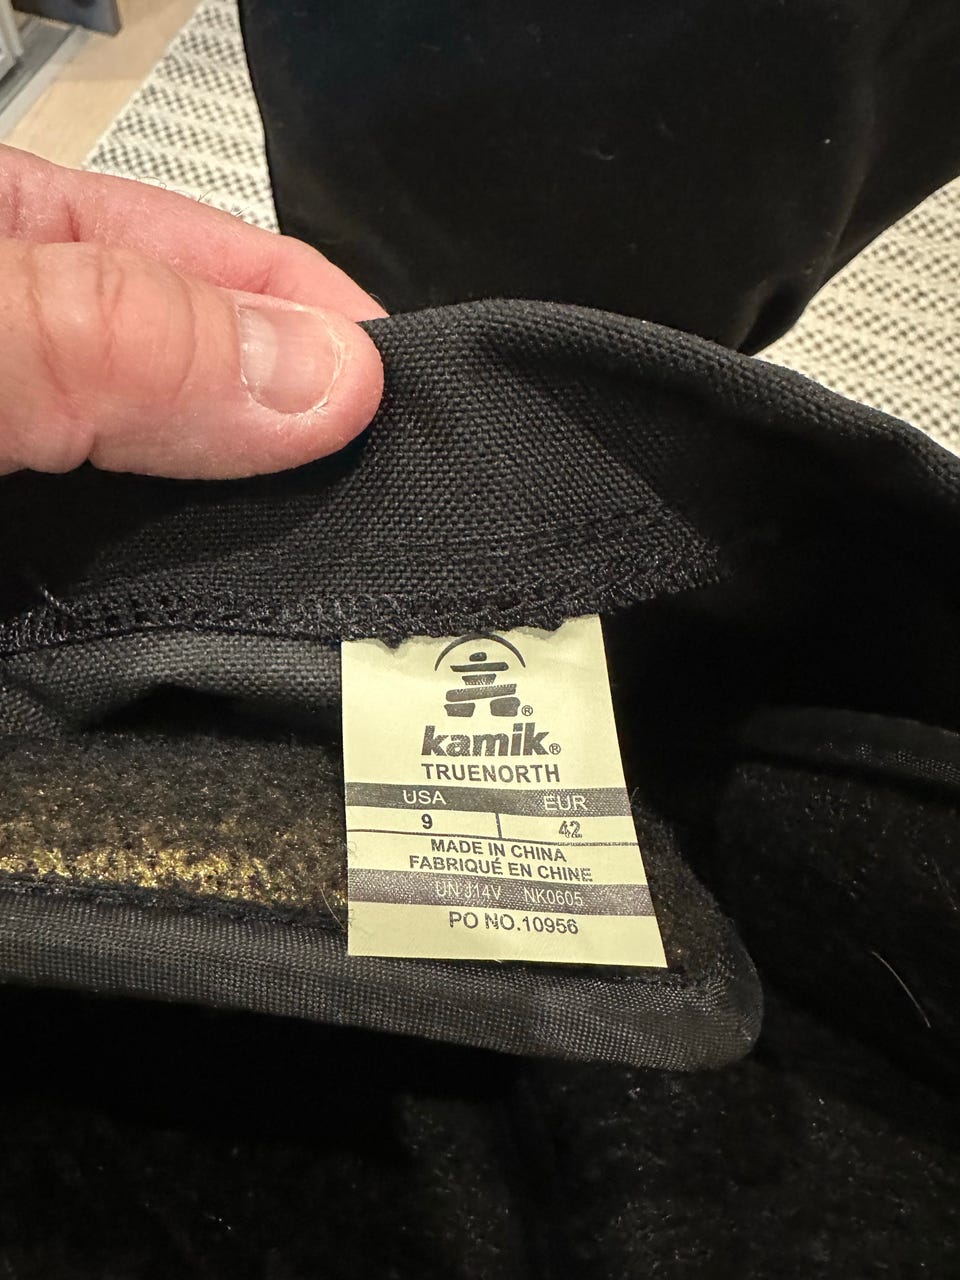 ®
kamik®
TRUENORTH
USA EUR
9 42
MADE IN CHINA
FABRIQUÉ EN CHINE
UN J14V NK0605
PO NO.10956